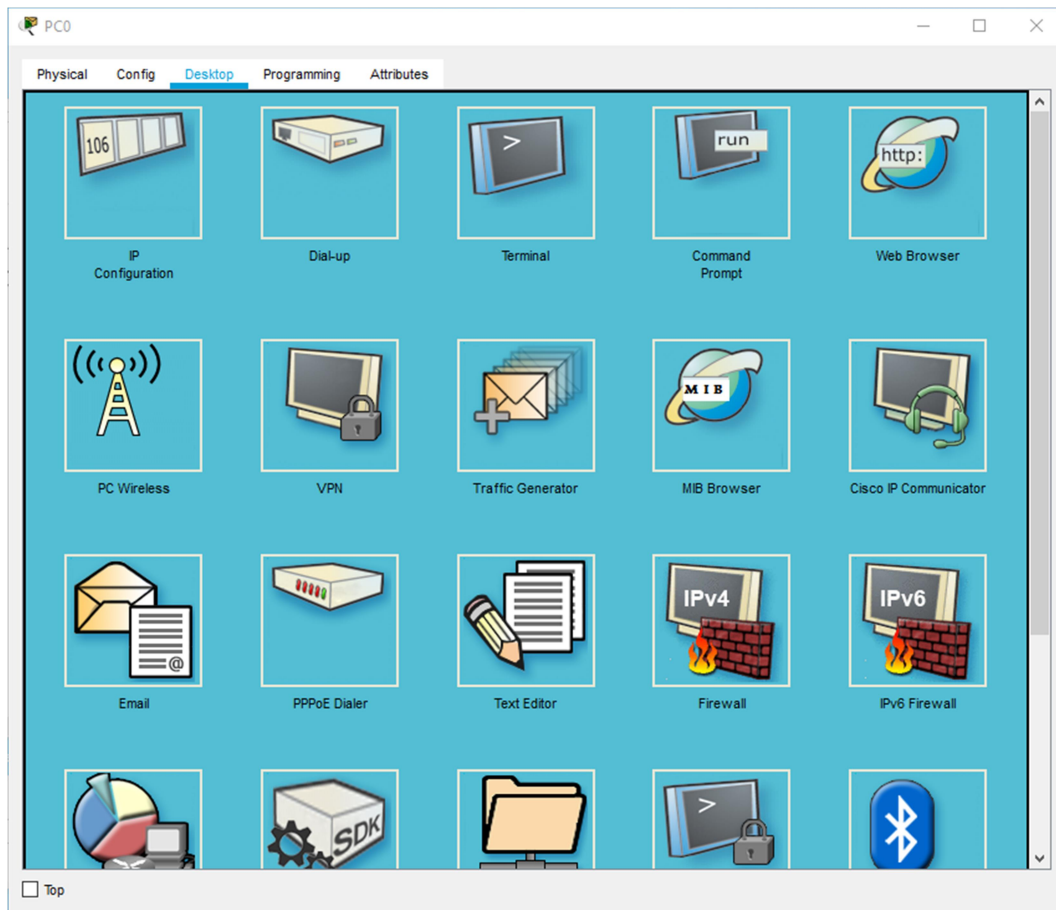 PC0
Physical Config Desktop Programming Attributes
106
>
run
http:
IP
Configuration
Dial-up
Terminal
Command
Prompt
Web Browser
MIB
PC Wireless
VPN
Traffic Generator
MIB Browser
Cisco IP Communicator
@
IPv4
IPv6
Email
PPPoE Dialer
Text Editor
Firewall
IPv6 Firewall
SDK
>
Top